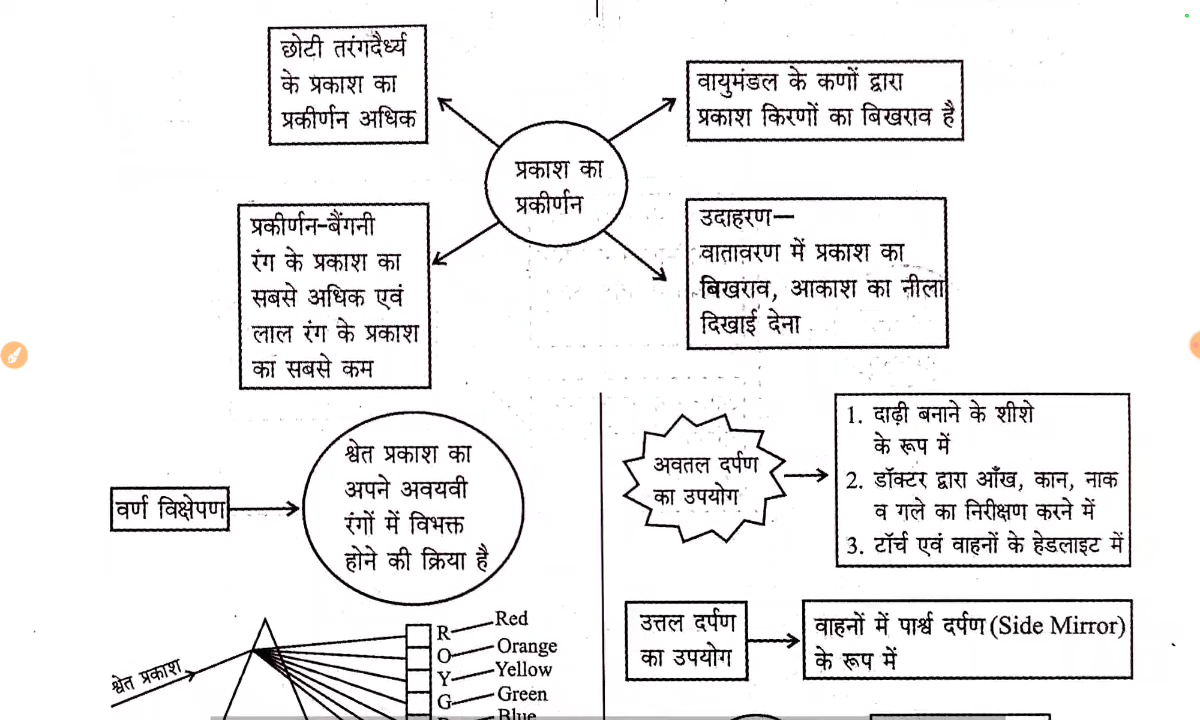 छोटी तरंगदैर्ध्य
के प्रकाश का
प्रकीर्णन अधिक
वायुमंडल के कणों द्वारा
प्रकाश किरणों का बिखराव है
प्रकाश का
प्रकीर्णन
प्रकीर्णन-बैंगनी
रंग के प्रकाश का
सबसे अधिक एवं
लाल रंग के प्रकाश
का सबसे कम
उदाहरण—
वातावरण में प्रकाश का
बिखराव, आकाश का नीला
दिखाई देना
वर्ण विक्षेपण
श्वेत प्रकाश का
अपने अवयवी
रंगों में विभक्त
होने की क्रिया है
श्वेत प्रकाश
R Red
O Orange
Y Yellow
G Green
Blue
अवतल दर्पण
का उपयोग
1. दाढ़ी बनाने के शीशे
के रूप में
2. डॉक्टर द्वारा आँख, कान, नाक
व गले का निरीक्षण करने में
3. टॉर्च एवं वाहनों के हेडलाइट में
उत्तल दर्पण
का उपयोग
वाहनों में पार्श्व दर्पण (Side Mirror)
के रूप में